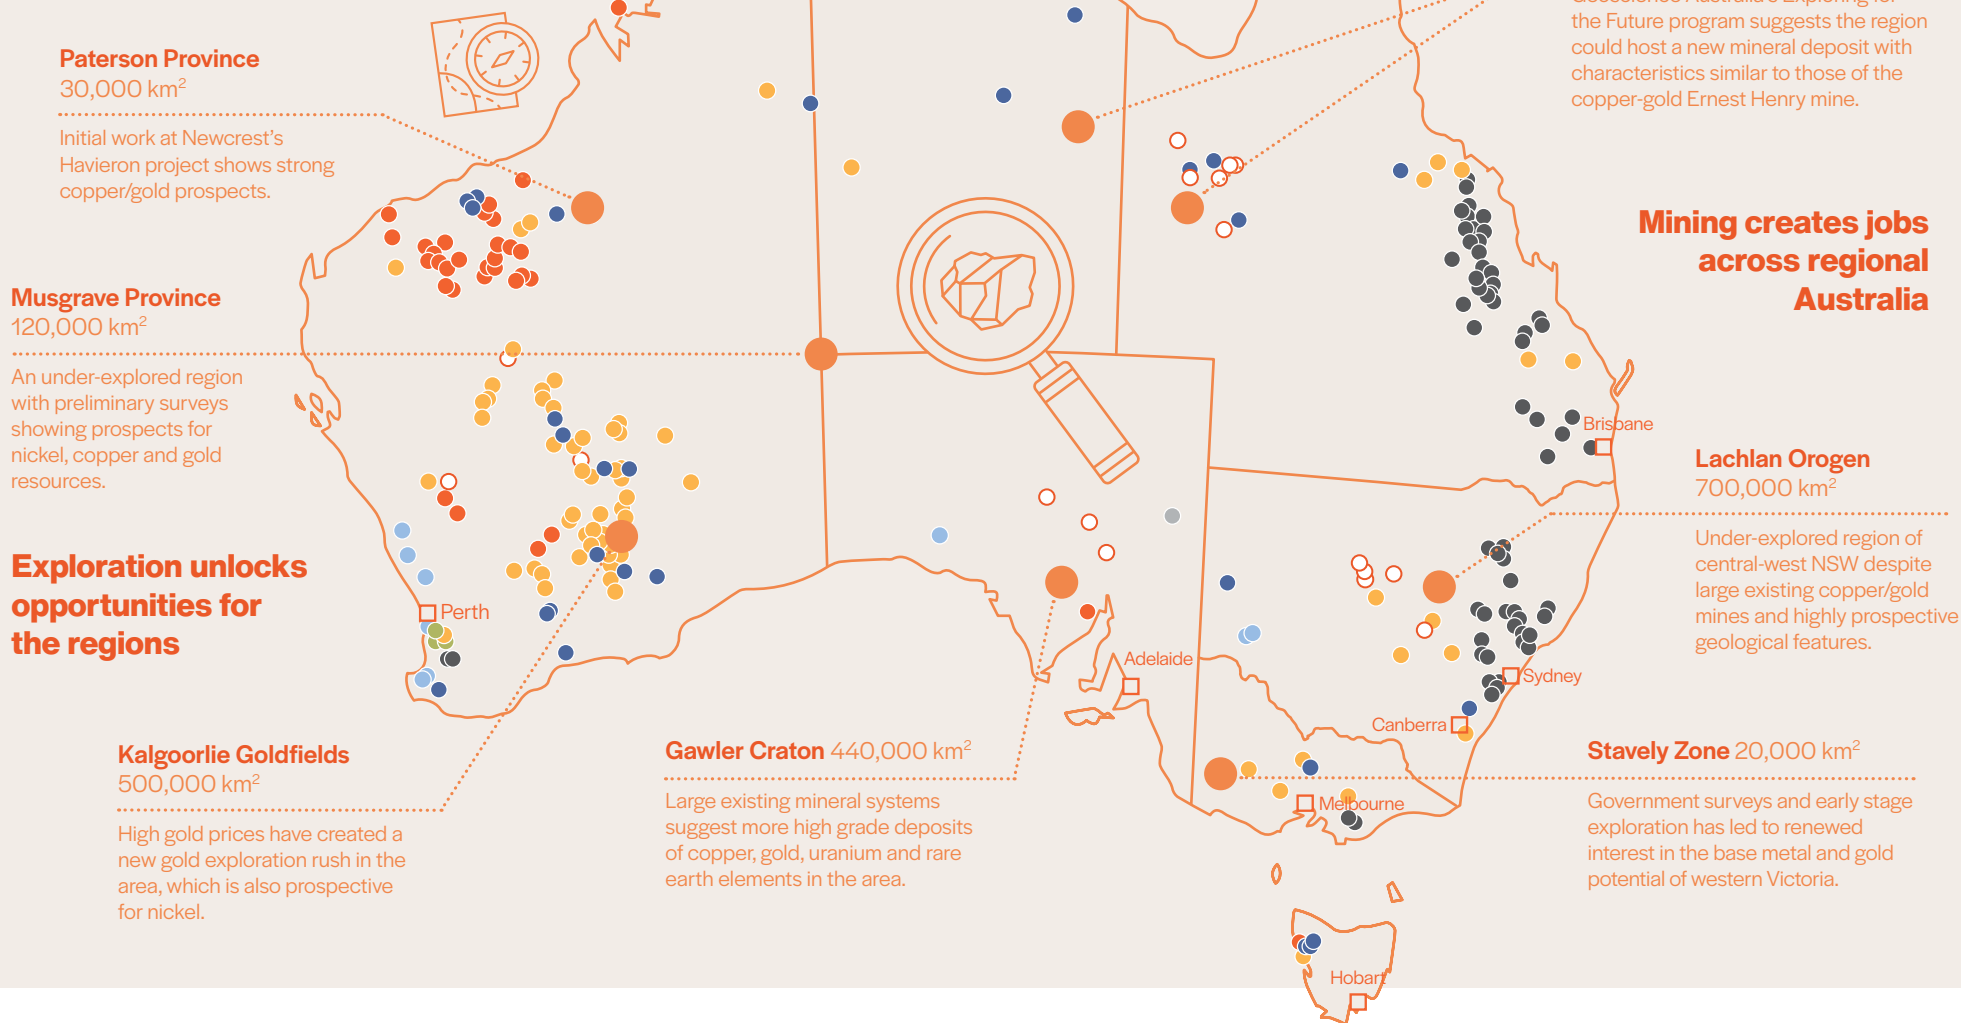 Geoscience Australia's Exploring for
the Future program suggests the region
could host a new mineral deposit with
characteristics similar to those of the
copper-gold Ernest Henry mine.
Paterson Province
30,000 km²
Initial work at Newcrest's
Havieron project shows strong
copper/gold prospects.
Mining creates jobs
across regional
Australia
Musgrave Province
120,000 km²
An under-explored region
with preliminary surveys
showing prospects for
nickel, copper and gold
resources.
Brisbane
Lachlan Orogen
700,000 km²
Under-explored region of
central-west NSW despite
large existing copper/gold
mines and highly prospective
geological features.
Exploration unlocks
opportunities for
the regions
Perth
Adelaide
Sydney
Canberra
Melbourne
Kalgoorlie Goldfields
500,000 km²
High gold prices have created a
new gold exploration rush in the
area, which is also prospective
for nickel.
Gawler Craton 440,000 km²
Large existing mineral systems
suggest more high grade deposits
of copper, gold, uranium and rare
earth elements in the area.
Stavely Zone 20,000 km²
Government surveys and early stage
exploration has led to renewed
interest in the base metal and gold
potential of western Victoria.
Hobart